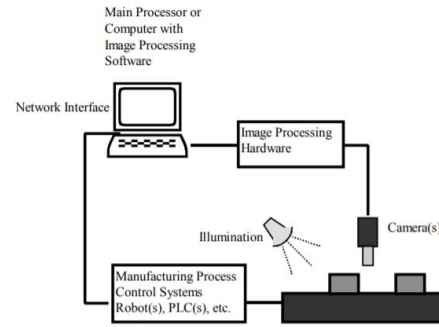 Main Processor or
Computer with
Image Processing
Software
Network Interface
Image Processing
Hardware
Camera(s)
Illumination
Manufacturing Process
Control Systems
Robot(s), PLC(s), etc.